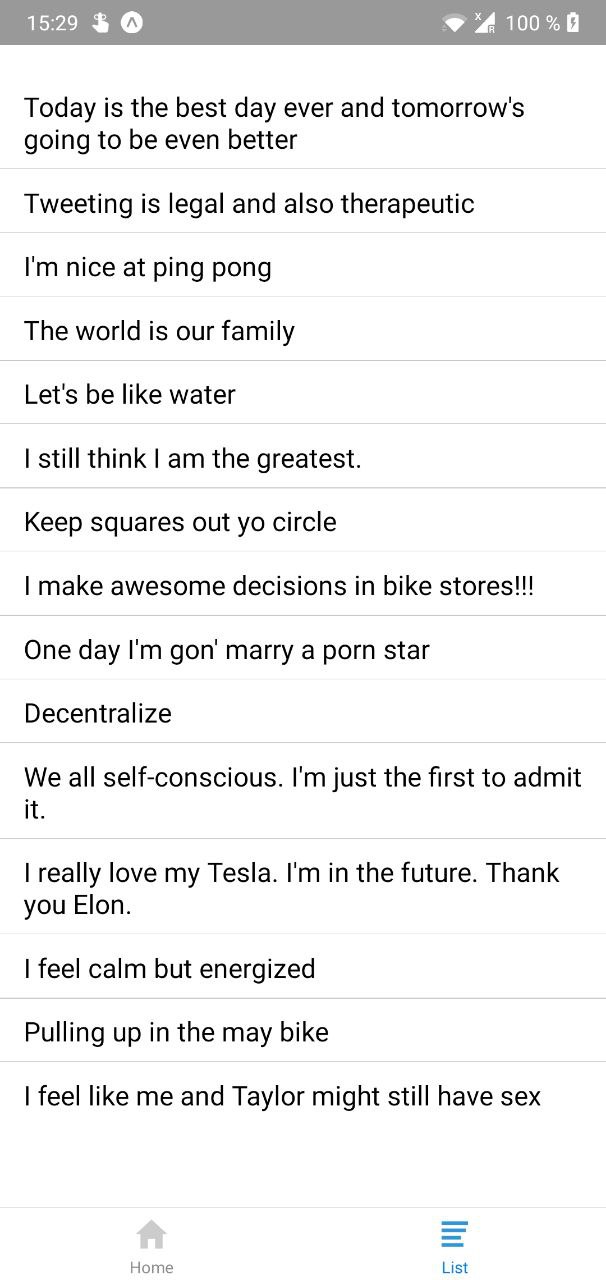 15:29
100 %
Today is the best day ever and tomorrow's
going to be even better
Tweeting is legal and also therapeutic
I'm nice at ping pong
The world is our family
Let's be like water
I still think I am the greatest.
Keep squares out yo circle
I make awesome decisions in bike stores!!!
One day I'm gon' marry a porn star
Decentralize
We all self-conscious. I'm just the first to admit
it.
I really love my Tesla. I'm in the future. Thank
you Elon.
I feel calm but energized
Pulling up in the may bike
I feel like me and Taylor might still have sex
Home
List